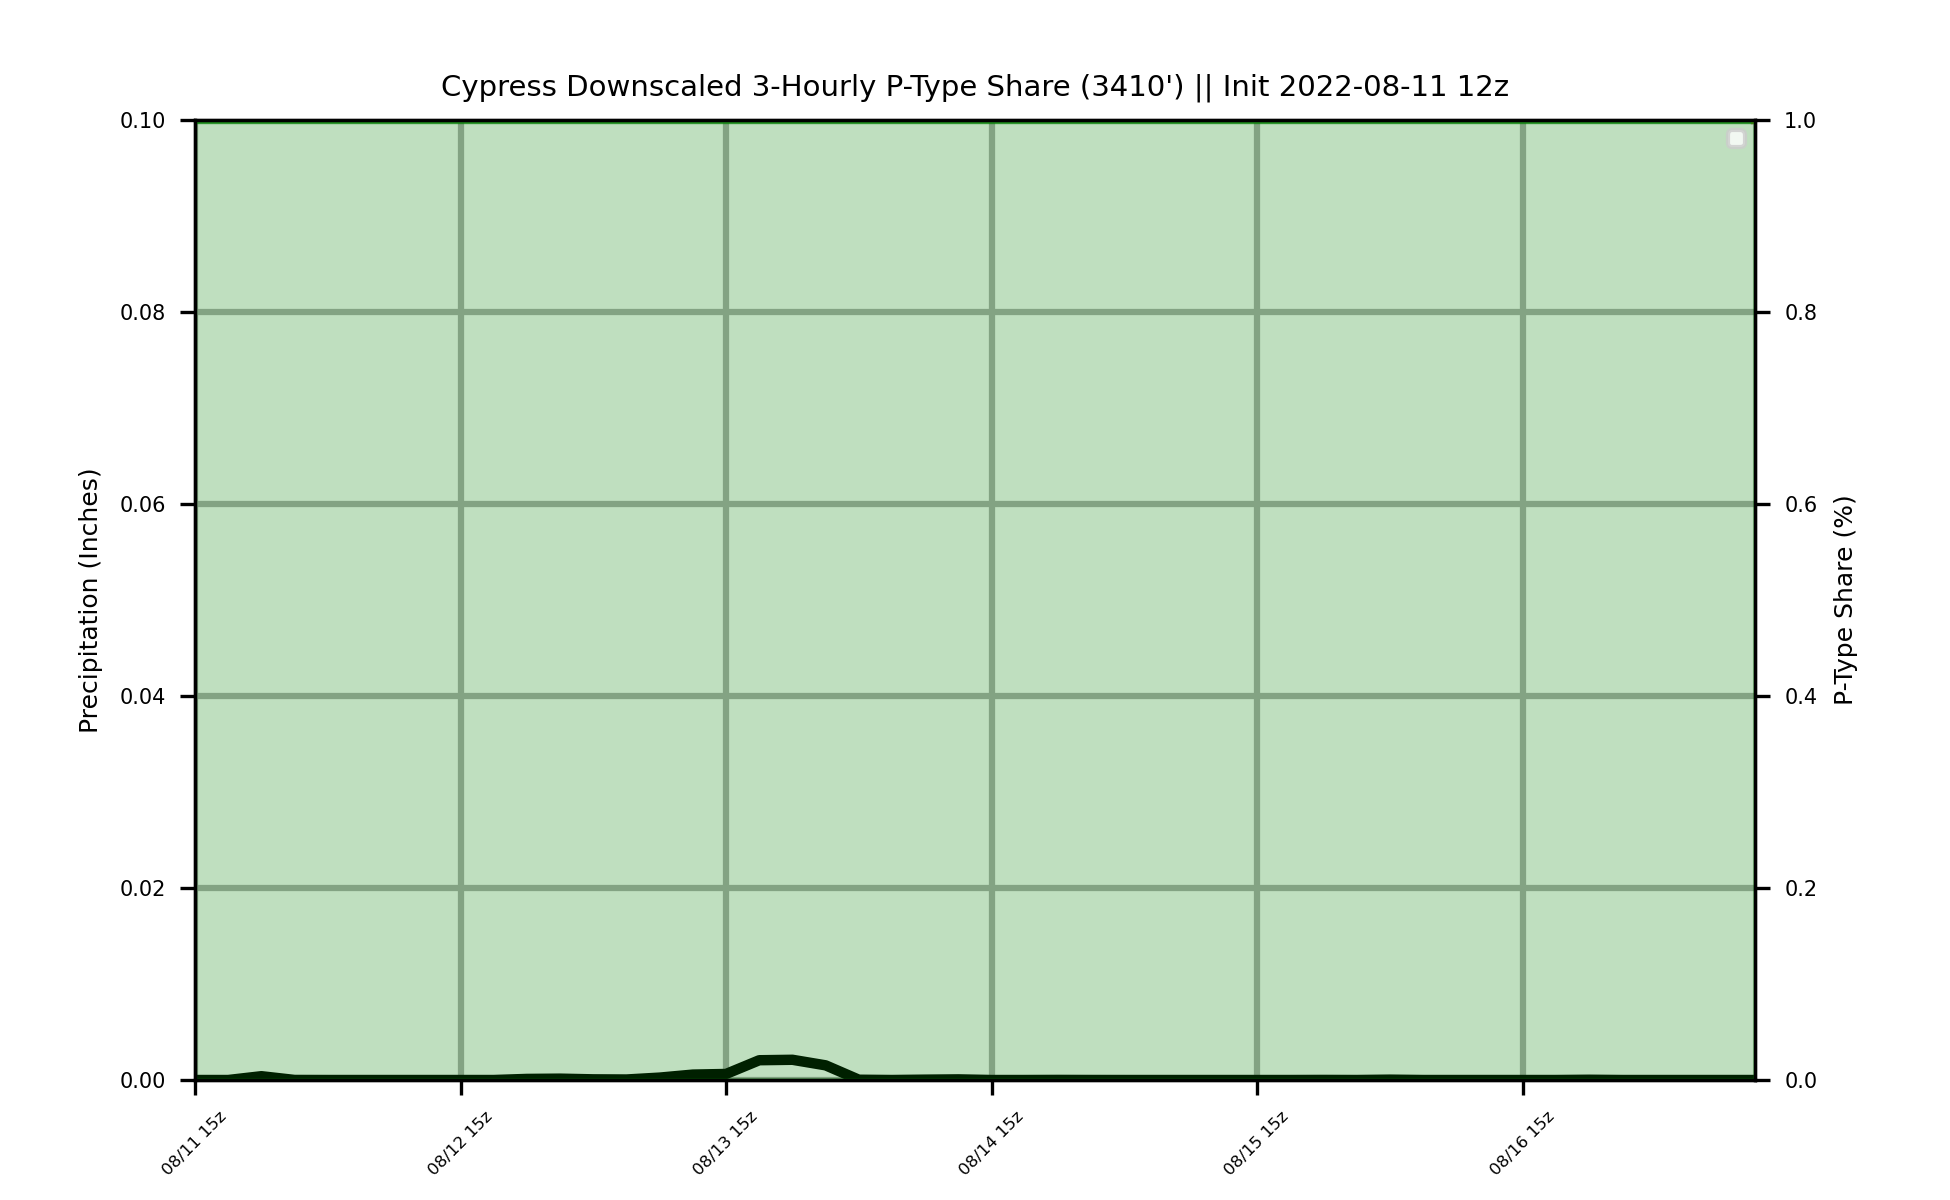 Cypress Downscaled 3-Hourly P-Type Share (3410') || Init 2022-08-11 12z
Precipitation (Inches)
0.10
0.08
0.06
0.04
0.02
0.00
1.0
0.8
0.6
0.4
0.2
0.0
P-Type Share (%)
08/11 15z
08/12 15z
08/13 15z
08/14 15z
08/15 15z
08/16 15z